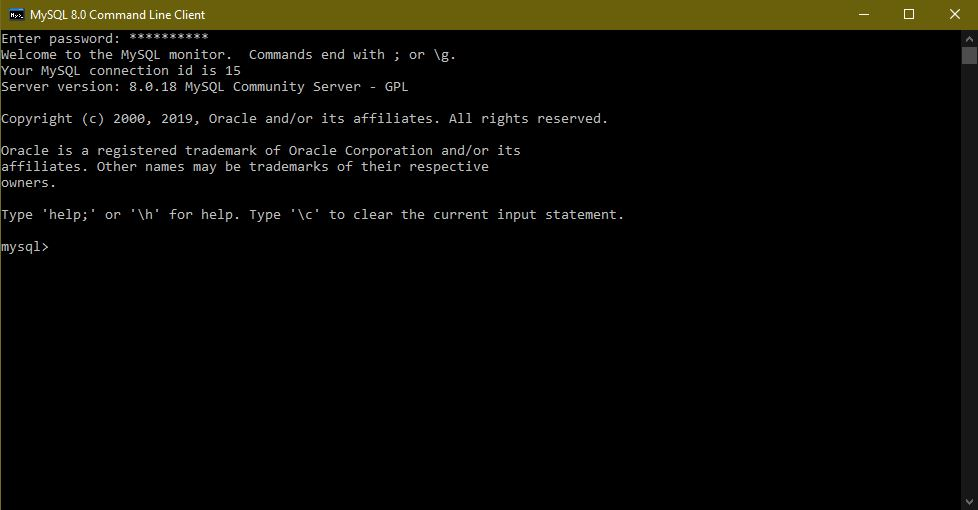 MySQL 8.0 Command Line Client
Enter password: **********
Welcome to the MySQL monitor.  Commands end with ; or \g.
Your MySQL connection id is 15
Server version: 8.0.18 MySQL Community Server - GPL
Copyright (c) 2000, 2019, Oracle and/or its affiliates. All rights reserved.
Oracle is a registered trademark of Oracle Corporation and/or its
affiliates. Other names may be trademarks of their respective
owners.
Type 'help;' or '\h' for help. Type '\c' to clear the current input statement.
mysql>